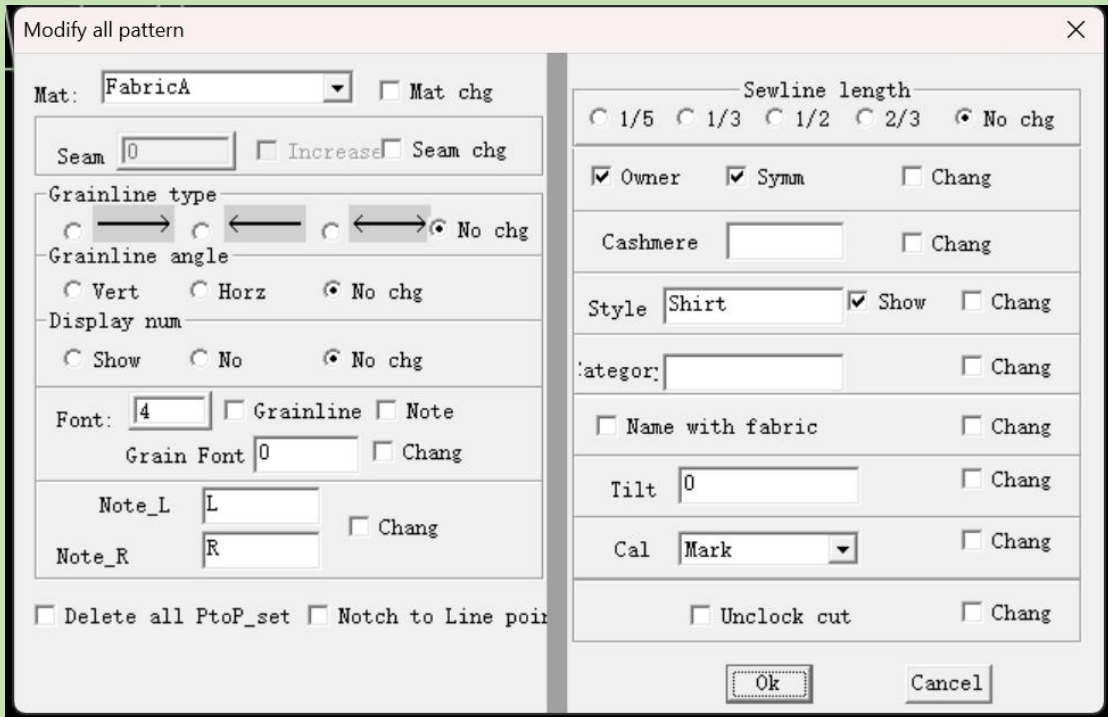 Modify all pattern
Mat: FabricA Mat chg
Seam 0 Increase Seam chg
Grainline type
No chg
Grainline angle
Vert Horz No chg
Display num
Show No No chg
Font: 4 Grainline Note
Grain Font 0 Chang
Note_L L
Chang
Note_R R
Delete all PtoP_set Notch to Line poin
Sewline length
1/5 1/3 1/2 2/3 No chg
Owner Symm Chang
Cashmere Chang
Style Shirt Show Chang
ategory Chang
Name with fabric Chang
Tilt 0 Chang
Cal Mark Chang
Unclock cut Chang
Ok Cancel